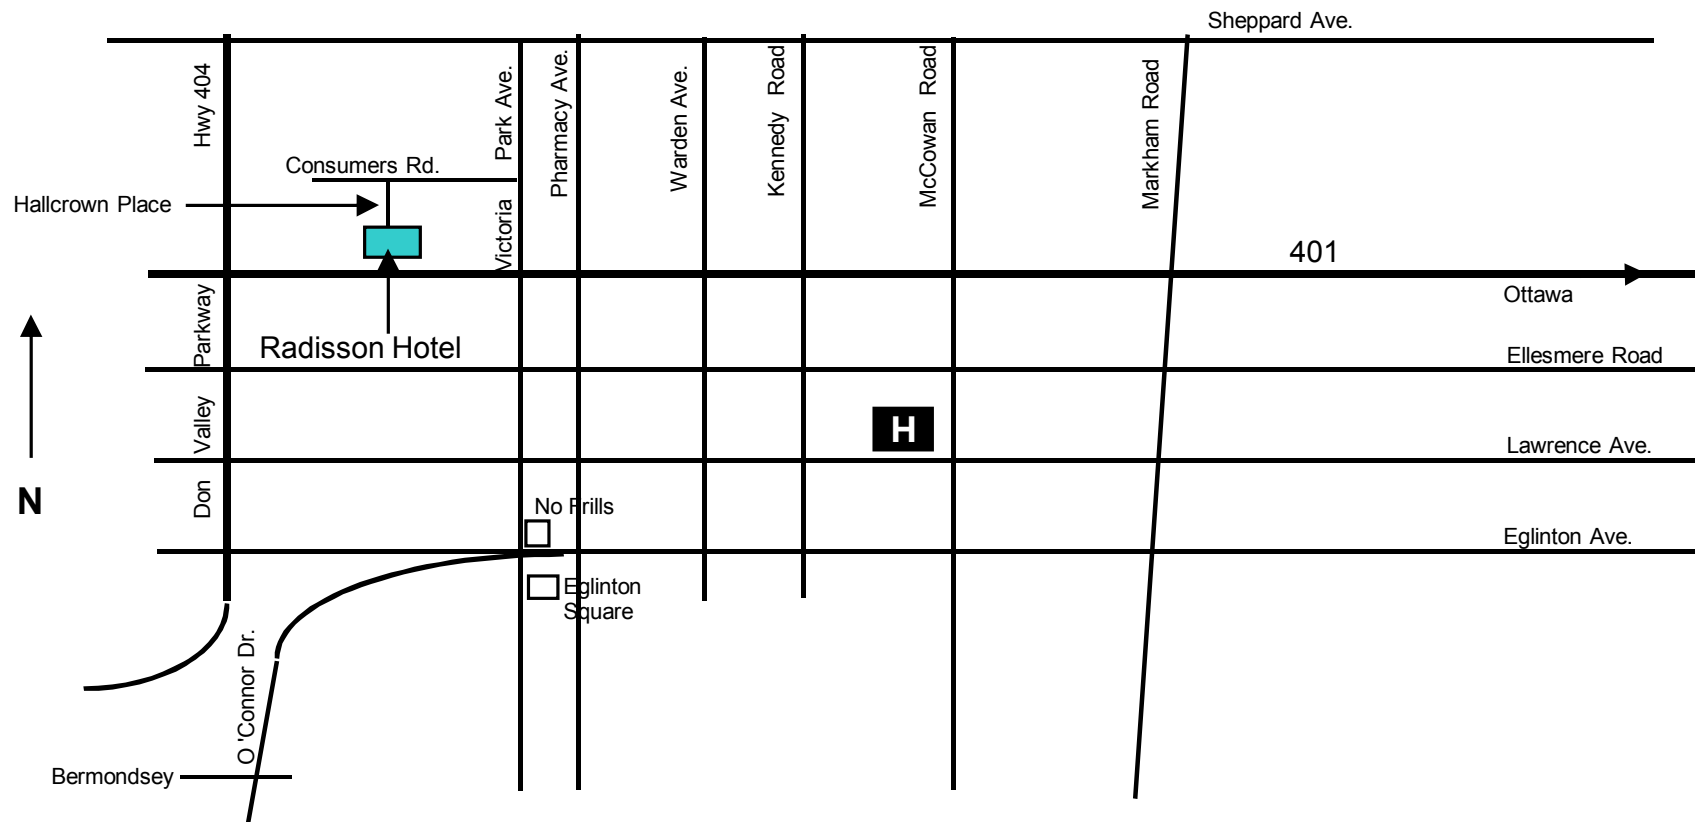 Sheppard Ave.
Hwy 404
Victoria Park Ave.
Pharmacy Ave.
Warden Ave.
Kennedy Road
McCowan Road
Markham Road
Consumers Rd.
Hallcrown Place
401
Ottawa
Don Valley Parkway
Radisson Hotel
Ellesmere Road
H
Lawrence Ave.
N
No Frills
Eglinton Ave.
Eglinton
Square
O 'Connor Dr.
Bermondsey